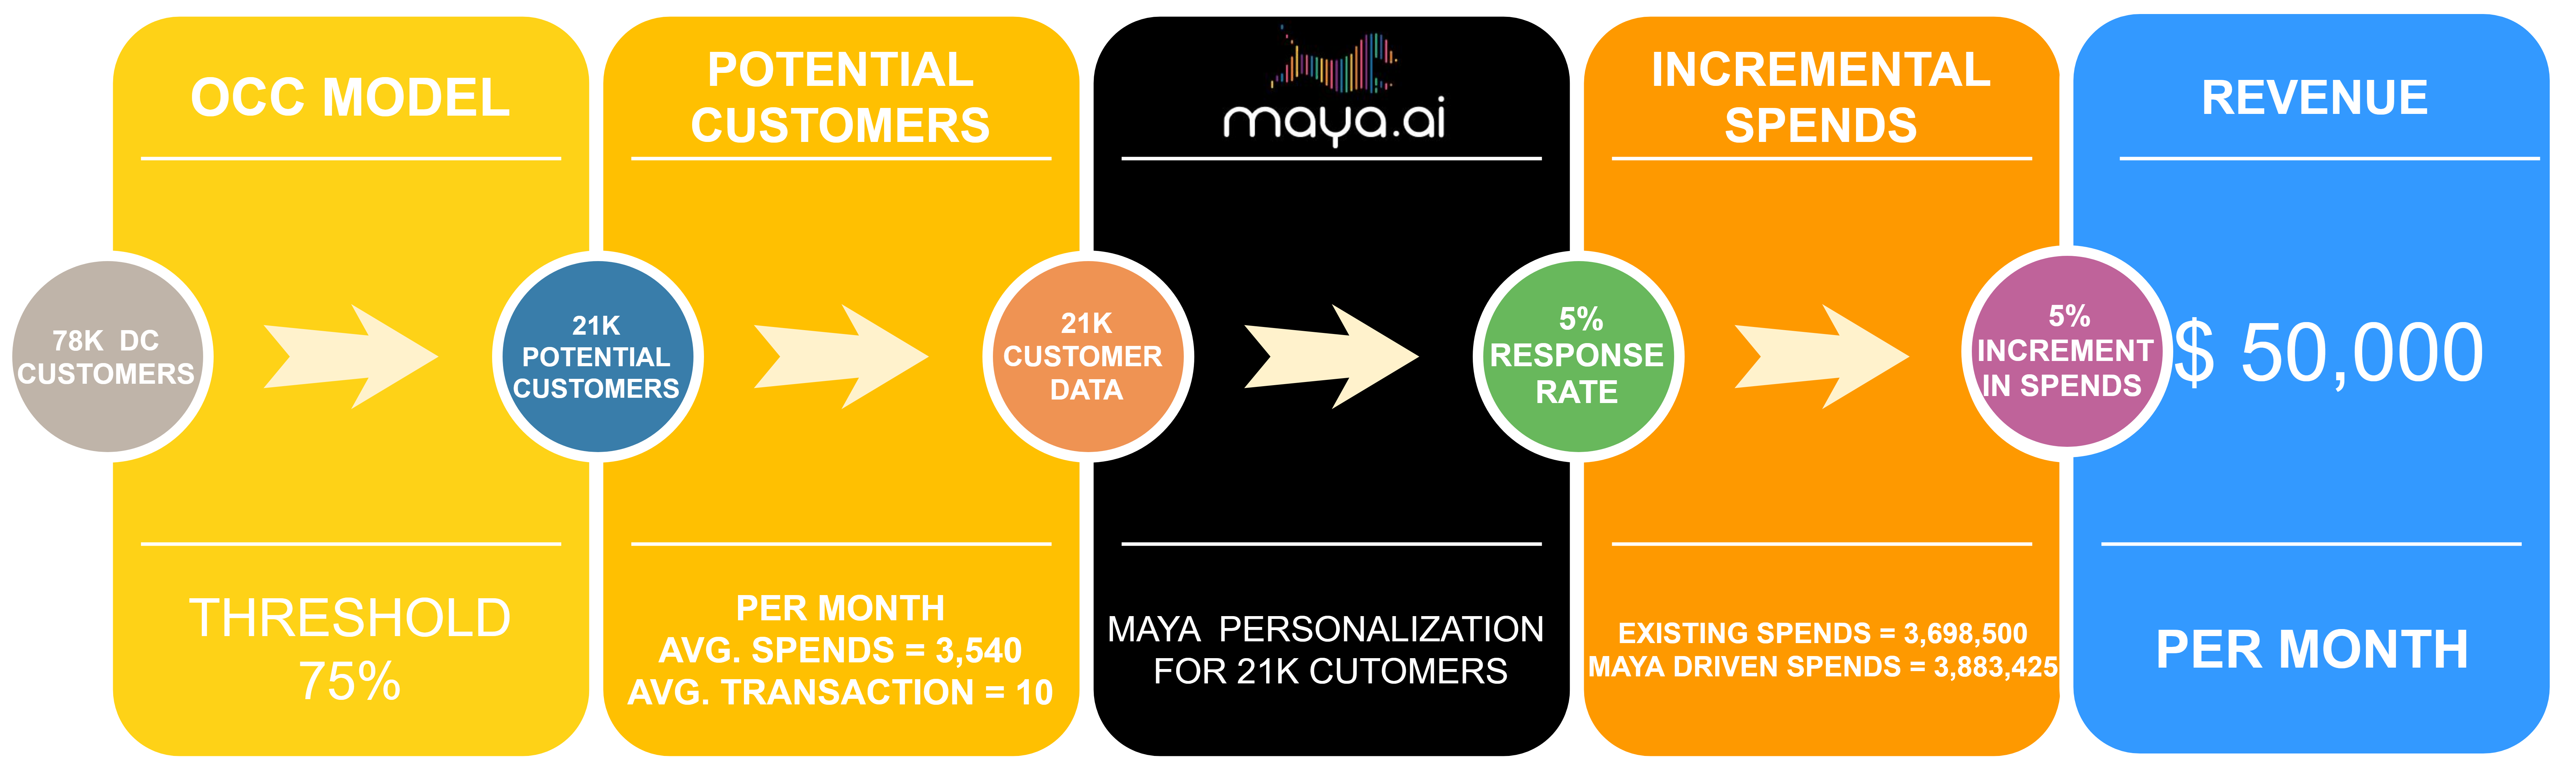 OCC MODEL
78K DC
CUSTOMERS
THRESHOLD
75%
POTENTIAL
CUSTOMERS
21K
POTENTIAL
CUSTOMERS
PER MONTH
AVG. SPENDS = 3,540
AVG. TRANSACTION = 10
maya.ai
21K
CUSTOMER
DATA
MAYA PERSONALIZATION
FOR 21K CUTOMERS
INCREMENTAL
SPENDS
5%
RESPONSE
RATE
EXISTING SPENDS = 3,698,500
MAYA DRIVEN SPENDS = 3,883,425
REVENUE
5%
INCREMENT
IN SPENDS
$ 50,000
PER MONTH